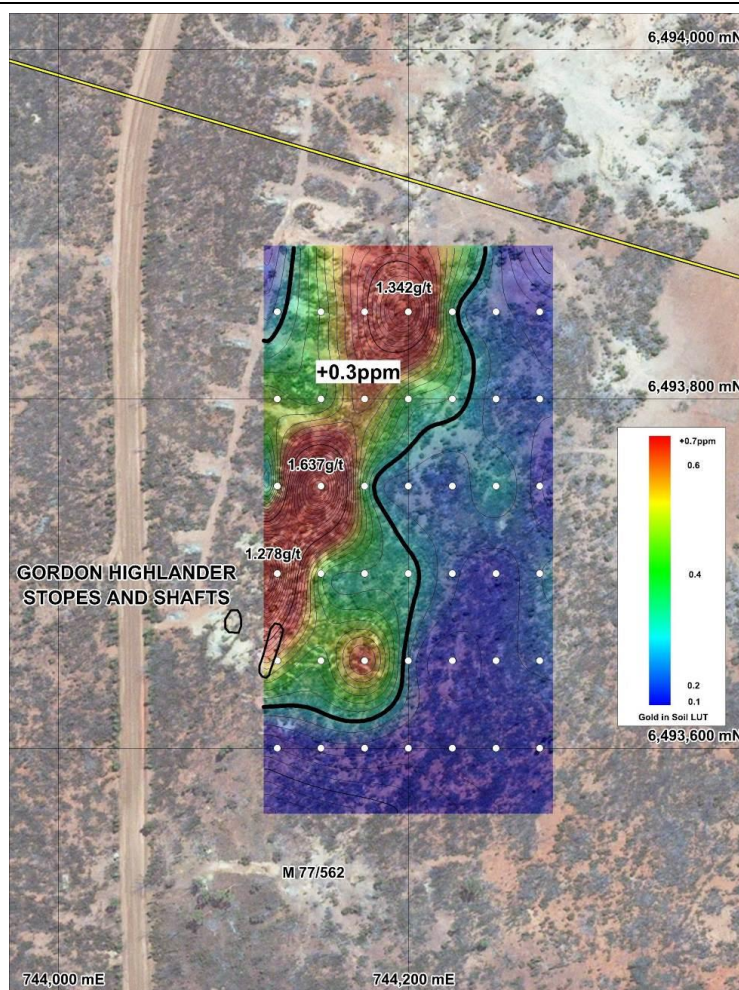 6,494,000 mN
1.342g/t
+0.3ppm
6,493,800 mN
+0.7ppm
0.6
1.637g/t
1.278g/t
GORDON HIGHLANDER
STOPES AND SHAFTS
0.4
0.2
0.1
Gold in Soil LUT
6,493,600 mN
M 77/562
744,000 mE
744,200 mE